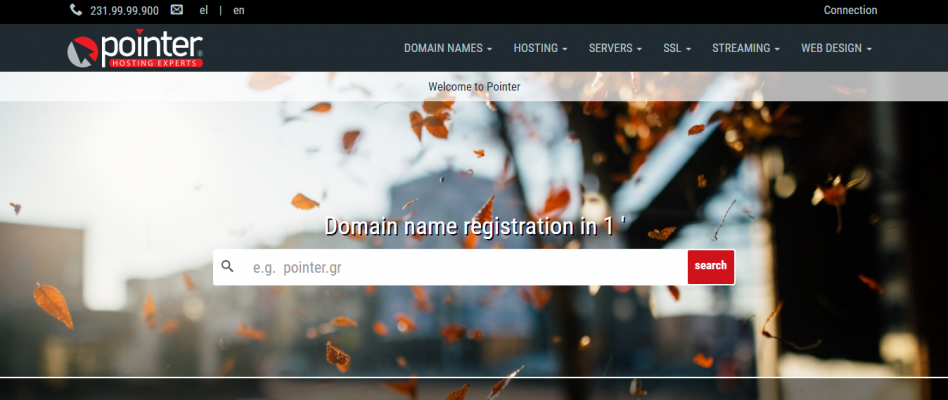 231.99.99.900 el | en Connection
pointer®
HOSTING EXPERTS
DOMAIN NAMES HOSTING SERVERS SSL STREAMING WEB DESIGN
Welcome to Pointer
Domain name registration in 1 '
e.g. pointer.gr search